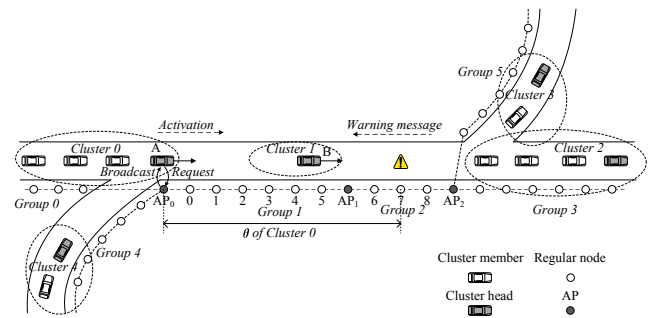 Group 5
Cluster 3
Activation
Warning message
Cluster 0
A
Cluster 1
B
Cluster 2
Broadcast
Request
Group 0
AP0 0 1 2 3 4 5 AP1 6 7 8 AP2
Group 1
Group 2
Group 3
θ of Cluster 0
Group 4
Cluster 4
Cluster member
Regular node
Cluster head
AP